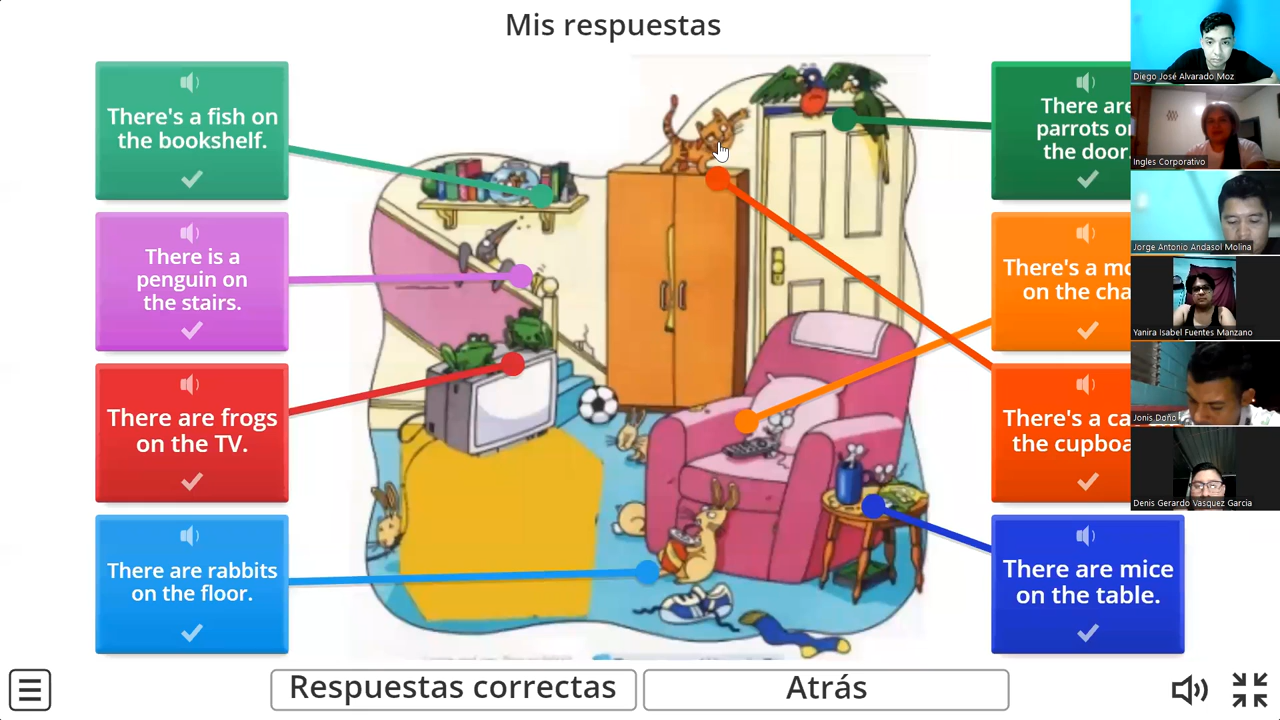 Mis respuestas
There's a fish on
the bookshelf.
There is a
penguin on
the stairs.
There are frogs
on the TV.
There are rabbits
on the floor.
There are
parrots o
the door.
There's a mo
on the cha
There's a ca
the cupboa
There are mice
on the table.
Diego José Alvarado Moz
Ingles Corporativo
Jorge Antonio Andasol Molina
Yanira Isabel Fuentes Manzano
Jonis Doño
Denis Gerardo Vasquez Garcia
Respuestas correctas
Atrás